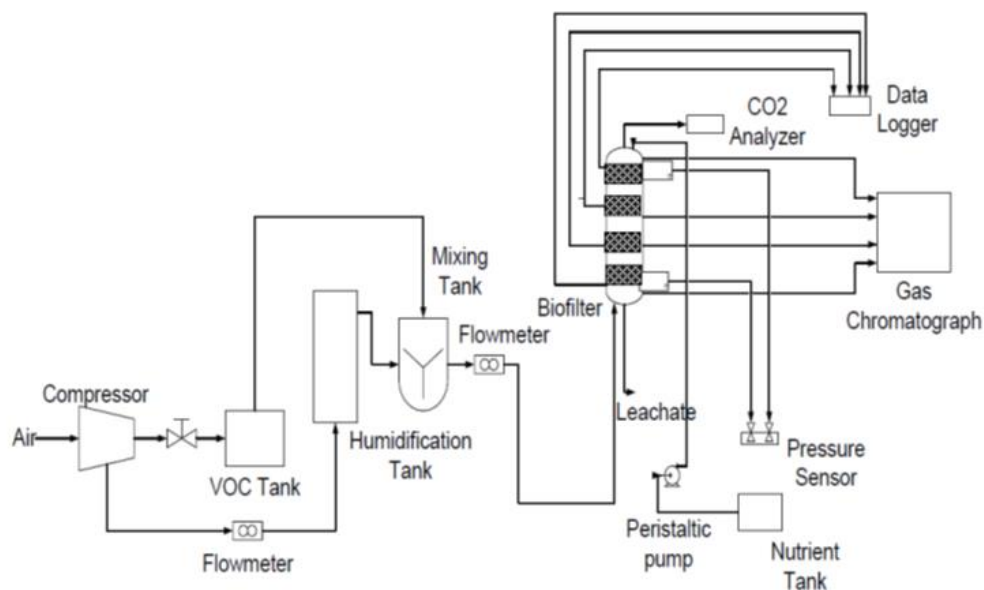 CO2
Analyzer
Data
Logger
Mixing
Tank
Biofilter
Gas
Chromatograph
Flowmeter
Compressor
Leachate
Air
Humidification
Tank
VOC Tank
Pressure
Sensor
Flowmeter
Peristaltic
pump
Nutrient
Tank